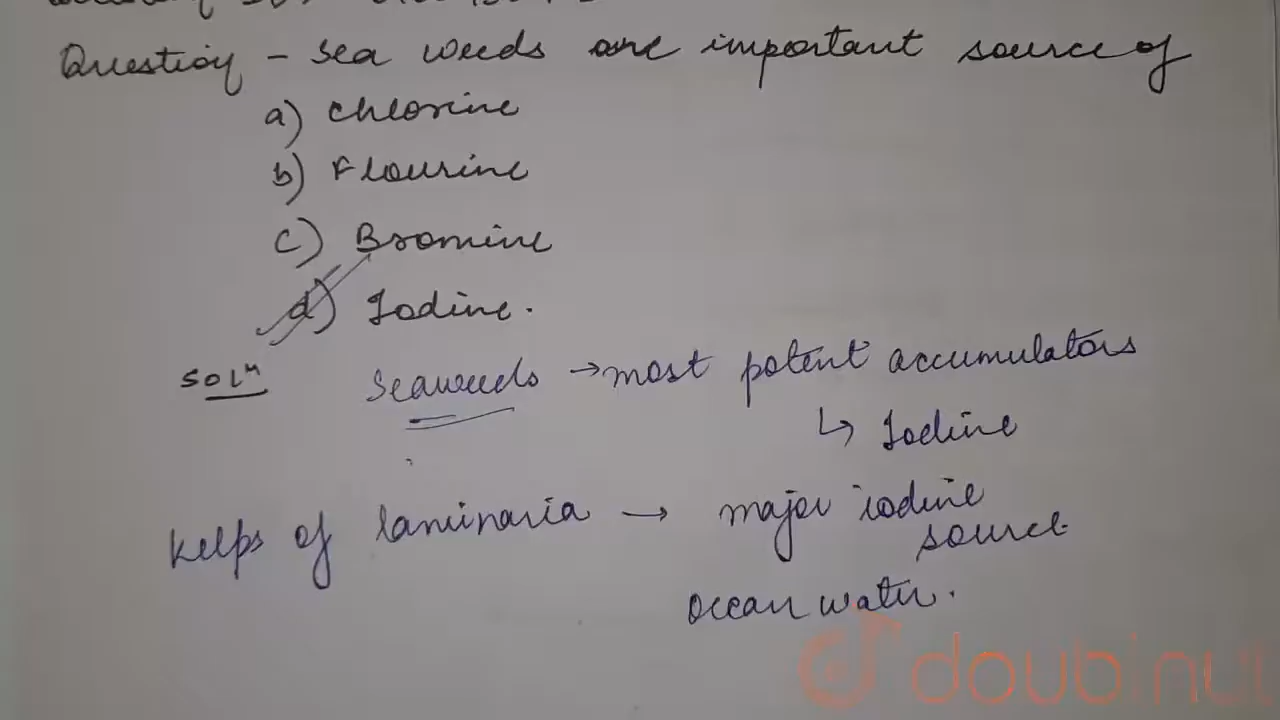 Question - sea weeds are important source of
a) chlorine
b) Flourine
c) Bromine
d) Iodine.
SOLⁿ seaweeds → most potent accumulators
↳ Iodine
kelps of laminaria → major iodine
source.
ocean water.
doubtnut